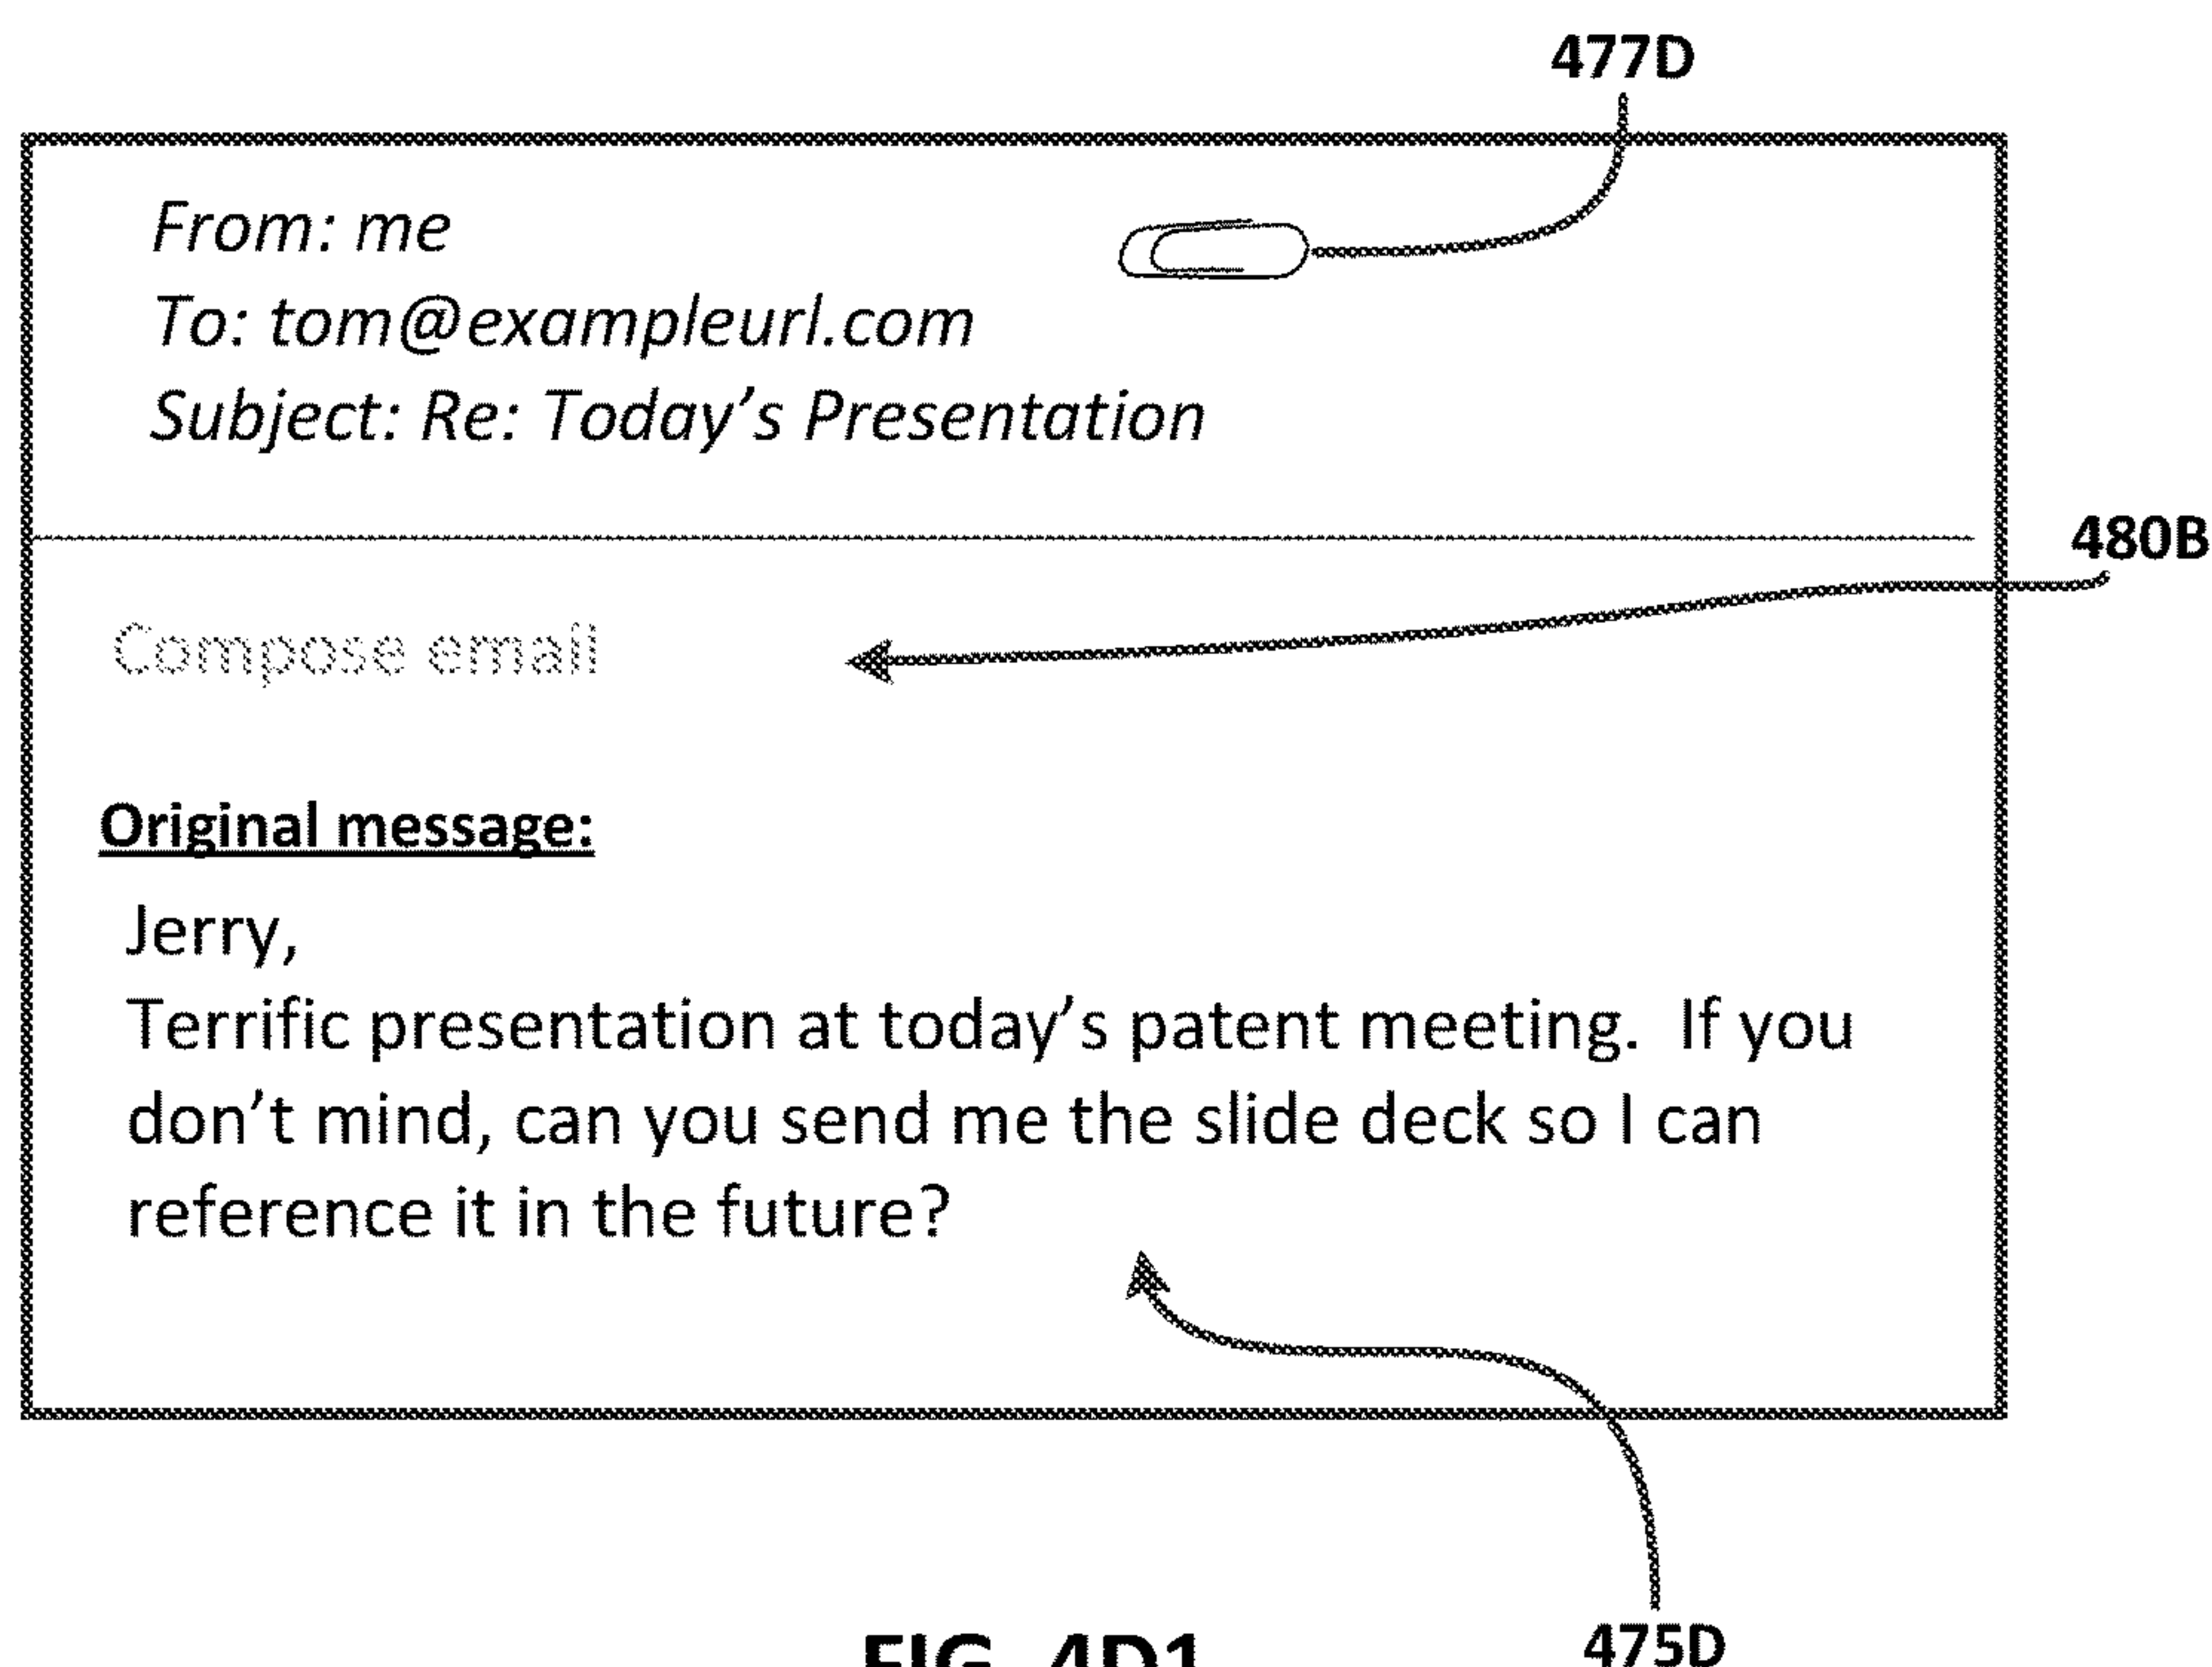 477D
From: me
To: tom@exampleurl.com
Subject: Re: Today’s Presentation
480B
Compose email
Original message:
Jerry,
Terrific presentation at today’s patent meeting.  If you
don’t mind, can you send me the slide deck so I can
reference it in the future?
475D
FIG. 4D1